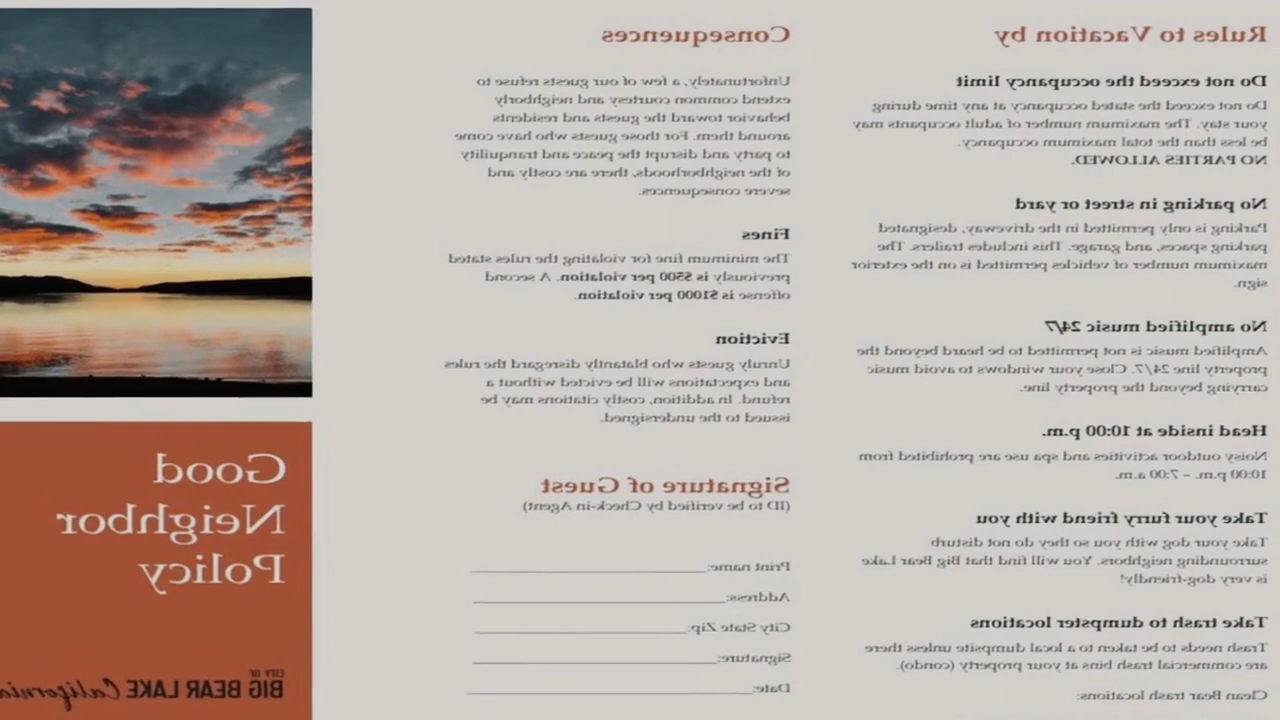 Rules to Vacation by
Do not exceed the occupancy limit
Do not exceed the stated occupancy at any time during
your stay. The maximum number of adult occupants may
be less than the total maximum occupancy.
NO PARTIES ALLOWED.
No parking in street or yard
Parking is only permitted in the driveway, designated
parking spaces, and garage. This includes trailers. The
maximum number of vehicles permitted is on the exterior
sign.
No amplified music 24/7
Amplified music is not permitted to be heard beyond the
property line 24/7. Close your windows to avoid music
carrying beyond the property line.
Head inside at 10:00 p.m.
Noisy outdoor activities and spa use are prohibited from
10:00 p.m. – 7:00 a.m.
Take your furry friend with you
Take your dog with you so they do not disturb
surrounding neighbors. You will find that Big Bear Lake
is very dog-friendly!
Take trash to dumpster locations
Trash needs to be taken to a local dumpsite unless there
are commercial trash bins at your property (condo).
Clean Bear trash locations:
Consequences
Unfortunately, a few of our guests refuse to
extend common courtesy and neighborly
behavior toward the guests and residents
around them. For those guests who have come
to party and disrupt the peace and tranquility
of the neighborhoods, there are costly and
severe consequences.
Fines
The minimum fine for violating the rules stated
previously is $500 per violation. A second
offense is $1000 per violation.
Eviction
Unruly guests who blatantly disregard the rules
and expectations will be evicted without a
refund. In addition, costly citations may be
issued to the undersigned.
Signature of Guest
(ID to be verified by Check-in Agent)
Print name:
Address:
City State Zip:
Signature:
Date:
Good
Neighbor
Policy
CITY OF
BIG BEAR LAKE California